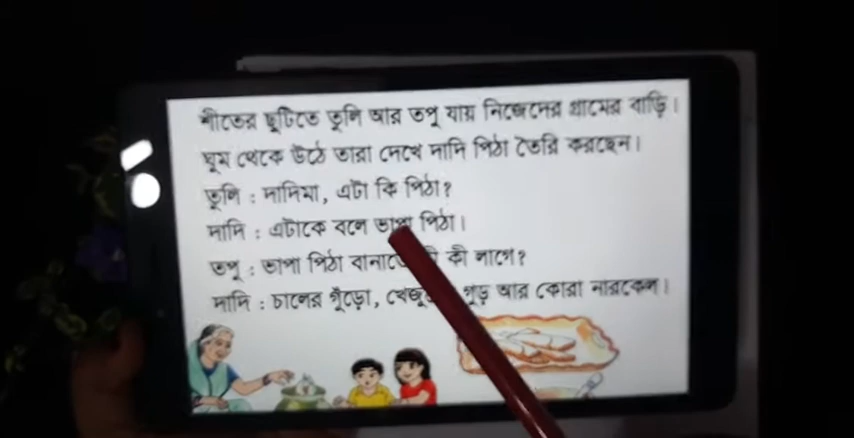 শীতের ছুটিতে তুলি আর তপু যায় নিজেদের গ্রামের বাড়ি।
ঘুম থেকে উঠে তারা দেখে দাদি পিঠা তৈরি করছেন।
তুলি : দাদিমা, এটা কি পিঠা?
দাদি : এটাকে বলে ভাপা পিঠা।
তপু : ভাপা পিঠা কী লাগে?
দাদি : চালের গুঁড়ো, গুড় আর কোরা নারকেল।